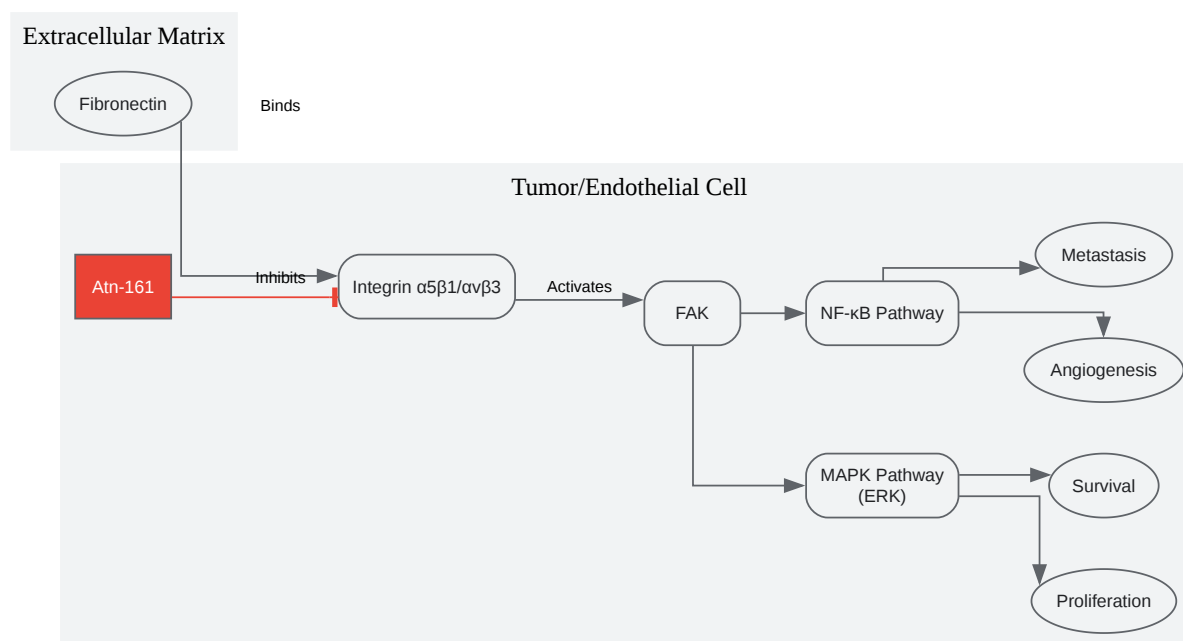 Extracellular Matrix
Fibronectin
Binds
Tumor/Endothelial Cell
Atn-161
Inhibits
Integrin α5β1/αvβ3
Activates
FAK
NF-κB Pathway
Metastasis
Angiogenesis
MAPK Pathway
(ERK)
Survival
Proliferation